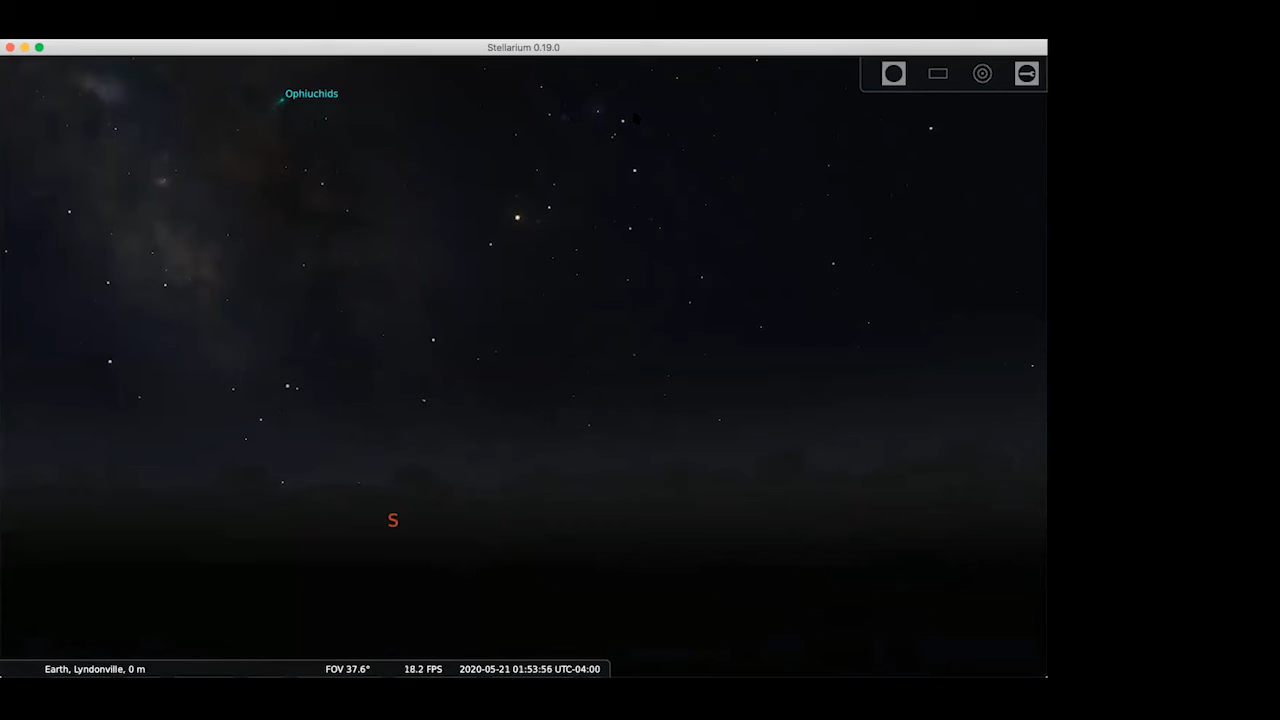 Stellarium 0.19.0
Ophiuchids
S
Earth, Lyndonville, 0 m FOV 37.6° 18.2 FPS 2020-05-21 01:53:56 UTC-04:00